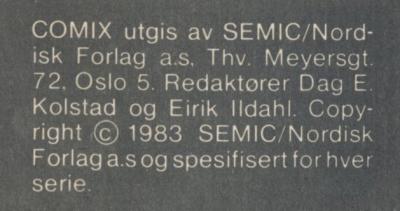 COMIX utgis av SEMIC/Nord-
isk Forlag a.s, Thv. Meyersgt.
72, Oslo 5. Redaktører Dag E.
Kolstad og Eirik Ildahl. Copy-
right © 1983 SEMIC/Nordisk
Forlag a.s og spesifisert for hver
serie.